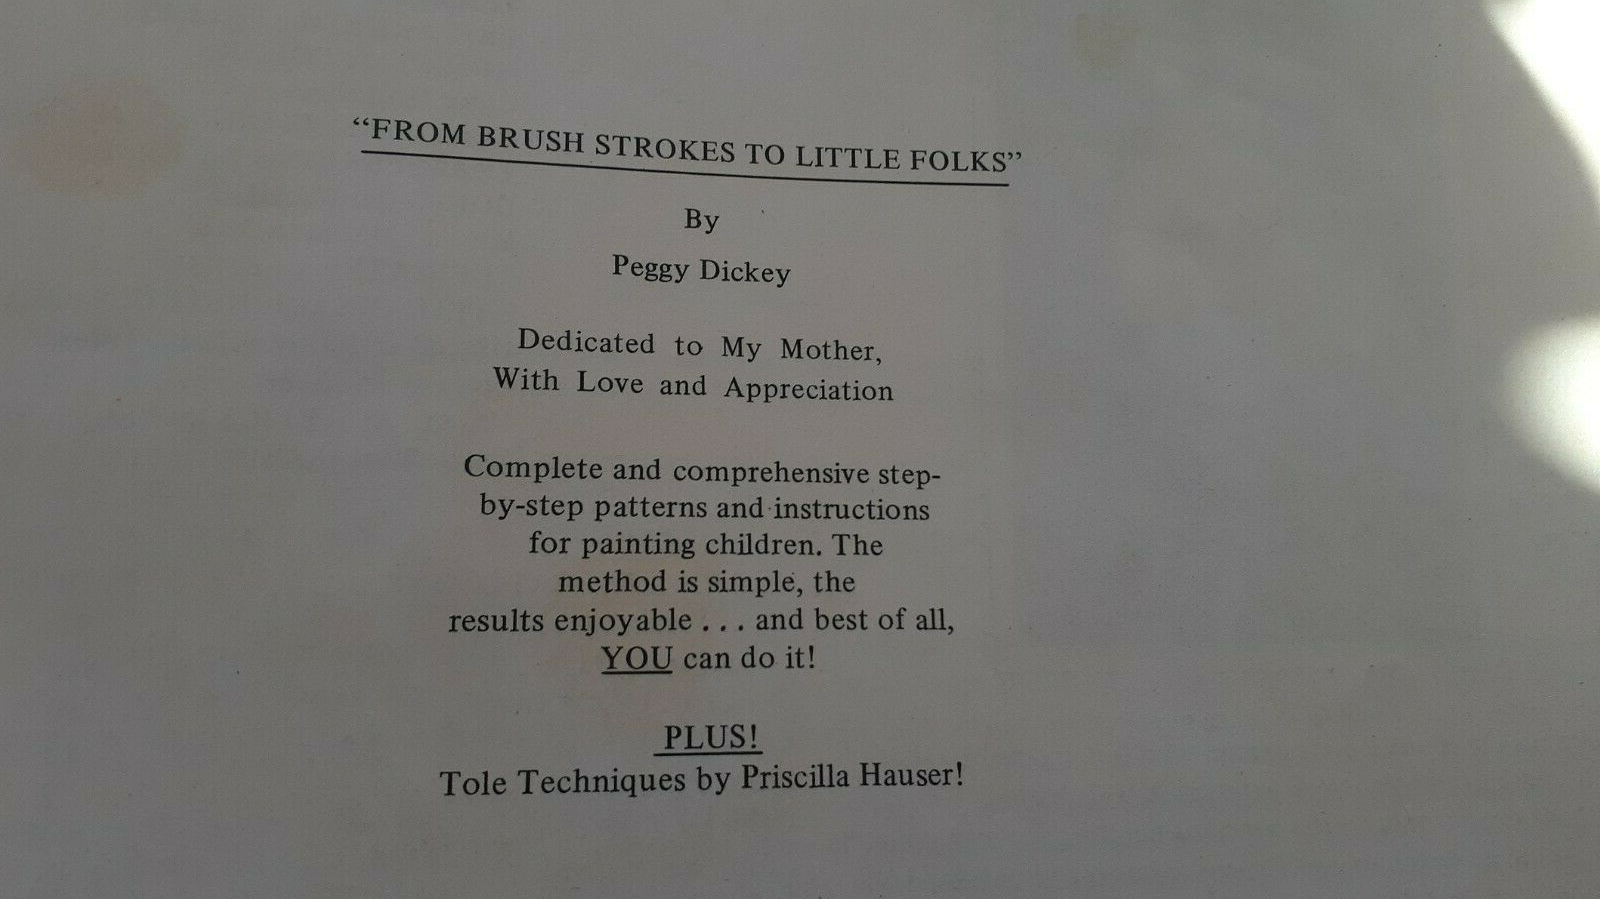 “FROM BRUSH STROKES TO LITTLE FOLKS”
By
Peggy Dickey
Dedicated to My Mother,
With Love and Appreciation
Complete and comprehensive step-
by-step patterns and instructions
for painting children. The
method is simple, the
results enjoyable . . . and best of all,
YOU can do it!
PLUS!
Tole Techniques by Priscilla Hauser!